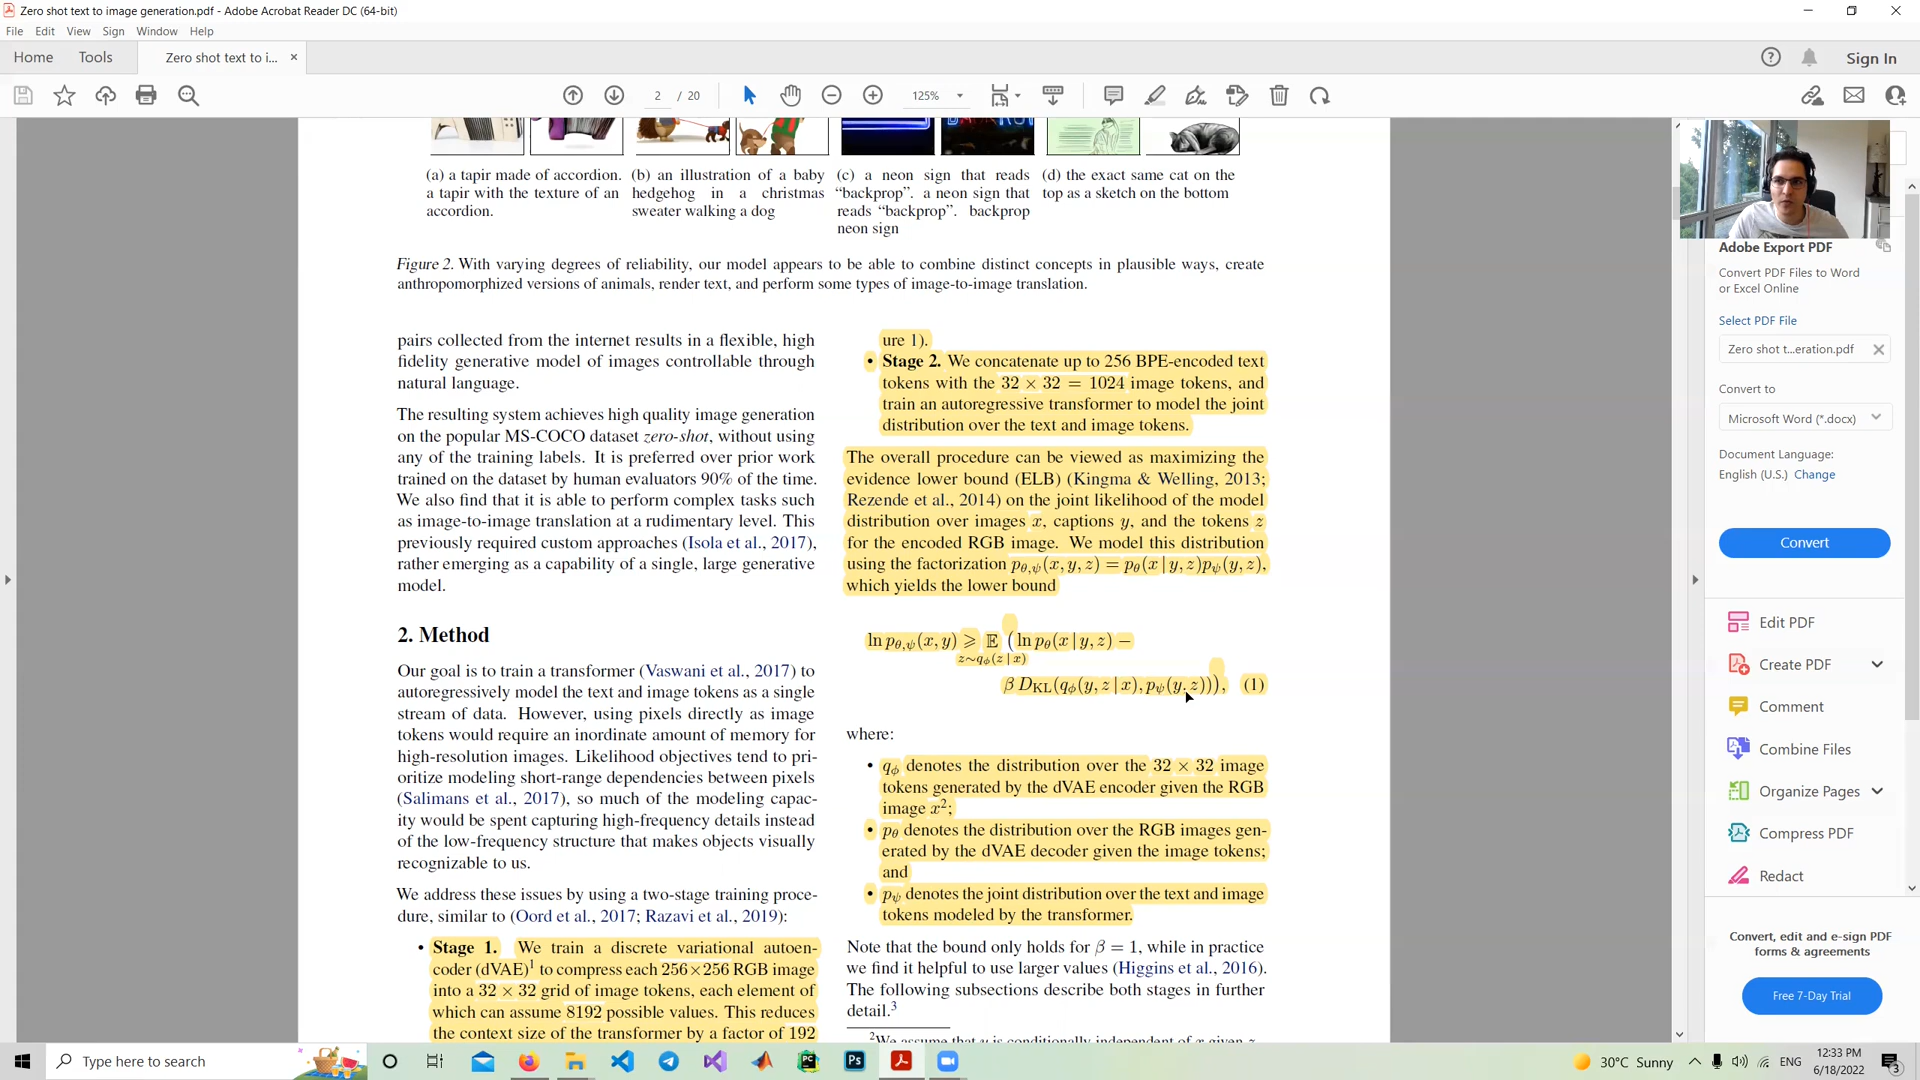 Zero shot text to image generation.pdf - Adobe Acrobat Reader DC (64-bit)
File Edit View Sign Window Help
Home Tools Zero shot text to i... × Sign In
2 / 20 125%
(a) a tapir made of accordion. a tapir with the texture of an accordion.
(b) an illustration of a baby hedgehog in a christmas sweater walking a dog
(c) a neon sign that reads “backprop”. a neon sign that reads “backprop”. backprop neon sign
(d) the exact same cat on the top as a sketch on the bottom
Figure 2. With varying degrees of reliability, our model appears to be able to combine distinct concepts in plausible ways, create
anthropomorphized versions of animals, render text, and perform some types of image-to-image translation.
pairs collected from the internet results in a flexible, high
fidelity generative model of images controllable through
natural language.
The resulting system achieves high quality image generation
on the popular MS-COCO dataset zero-shot, without using
any of the training labels. It is preferred over prior work
trained on the dataset by human evaluators 90% of the time.
We also find that it is able to perform complex tasks such
as image-to-image translation at a rudimentary level. This
previously required custom approaches (Isola et al., 2017),
rather emerging as a capability of a single, large generative
model.
2. Method
Our goal is to train a transformer (Vaswani et al., 2017) to
autoregressively model the text and image tokens as a single
stream of data. However, using pixels directly as image
tokens would require an inordinate amount of memory for
high-resolution images. Likelihood objectives tend to pri-
oritize modeling short-range dependencies between pixels
(Salimans et al., 2017), so much of the modeling capac-
ity would be spent capturing high-frequency details instead
of the low-frequency structure that makes objects visually
recognizable to us.
We address these issues by using a two-stage training proce-
dure, similar to (Oord et al., 2017; Razavi et al., 2019):
• Stage 1. We train a discrete variational autoen-
coder (dVAE)¹ to compress each 256×256 RGB image
into a 32 × 32 grid of image tokens, each element of
which can assume 8192 possible values. This reduces
the context size of the transformer by a factor of 192
ure 1).
• Stage 2. We concatenate up to 256 BPE-encoded text
tokens with the 32 × 32 = 1024 image tokens, and
train an autoregressive transformer to model the joint
distribution over the text and image tokens.
The overall procedure can be viewed as maximizing the
evidence lower bound (ELB) (Kingma & Welling, 2013;
Rezende et al., 2014) on the joint likelihood of the model
distribution over images x, captions y, and the tokens z
for the encoded RGB image. We model this distribution
using the factorization pθ,ψ(x, y, z) = pθ(x | y, z)pψ(y, z),
which yields the lower bound
ln pθ,ψ(x, y) ⩾ 𝔼 (ln pθ(x | y, z) −
z∼qϕ(z | x)
β DKL(qϕ(y, z | x), pψ(y, z))), (1)
where:
• qϕ denotes the distribution over the 32 × 32 image
tokens generated by the dVAE encoder given the RGB
image x²;
• pθ denotes the distribution over the RGB images gen-
erated by the dVAE decoder given the image tokens;
and
• pψ denotes the joint distribution over the text and image
tokens modeled by the transformer.
Note that the bound only holds for β = 1, while in practice
we find it helpful to use larger values (Higgins et al., 2016).
The following subsections describe both stages in further
detail.³
²We assume that y is conditionally independent of x given z
Adobe Export PDF
Convert PDF Files to Word
or Excel Online
Select PDF File
Zero shot t...eration.pdf
Convert to
Microsoft Word (*.docx)
Document Language:
English (U.S.) Change
Convert
Edit PDF
Create PDF
Comment
Combine Files
Organize Pages
Compress PDF
Redact
Convert, edit and e-sign PDF
forms & agreements
Free 7-Day Trial
Type here to search
30°C Sunny ENG 12:33 PM
6/18/2022 3